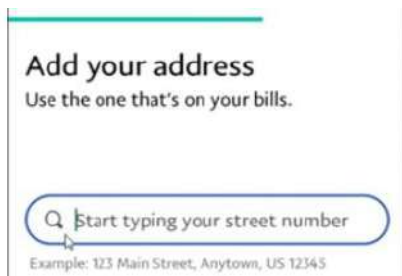 Add your address
Use the one that's on your bills.
Start typing your street number
Example: 123 Main Street, Anytown, US 12345